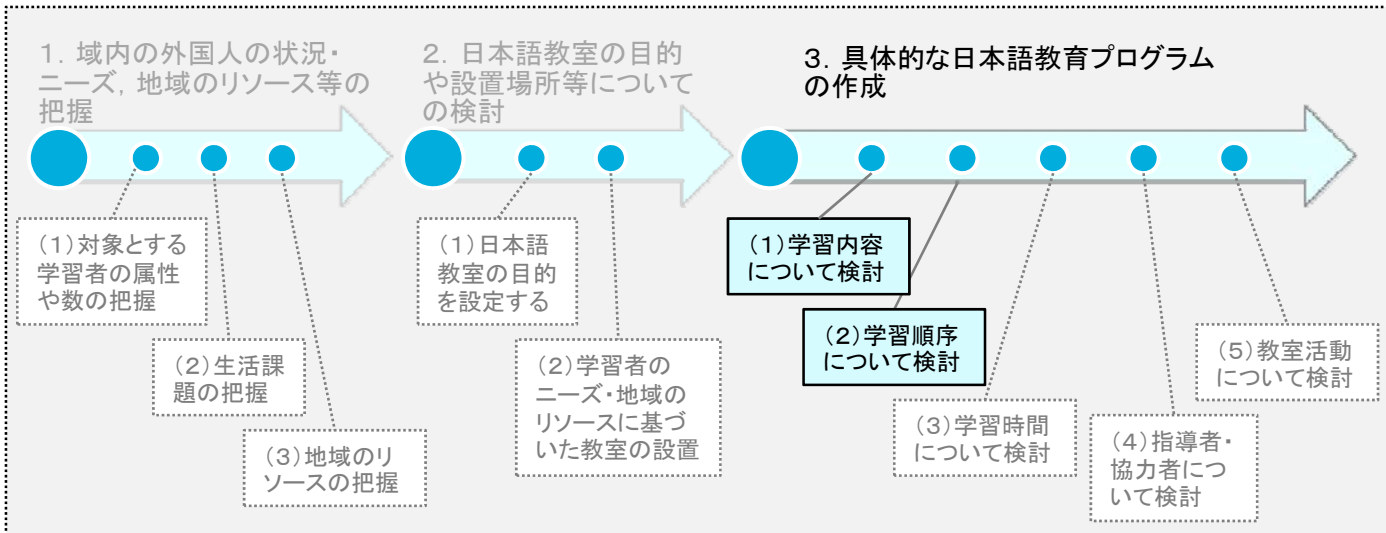 1．域内の外国人の状況・
ニーズ，地域のリソース等の
把握
2．日本語教室の目的
や設置場所等について
の検討
3．具体的な日本語教育プログラム
の作成
（1）対象とする
学習者の属性
や数の把握
（2）生活課
題の把握
（3）地域のリ
ソースの把握
（1）日本語
教室の目的
を設定する
（2）学習者の
ニーズ・地域の
リソースに基づ
いた教室の設置
（1）学習内容
について検討
（2）学習順序
について検討
（3）学習時間
について検討
（4）指導者・
協力者につ
いて検討
（5）教室活動
について検討